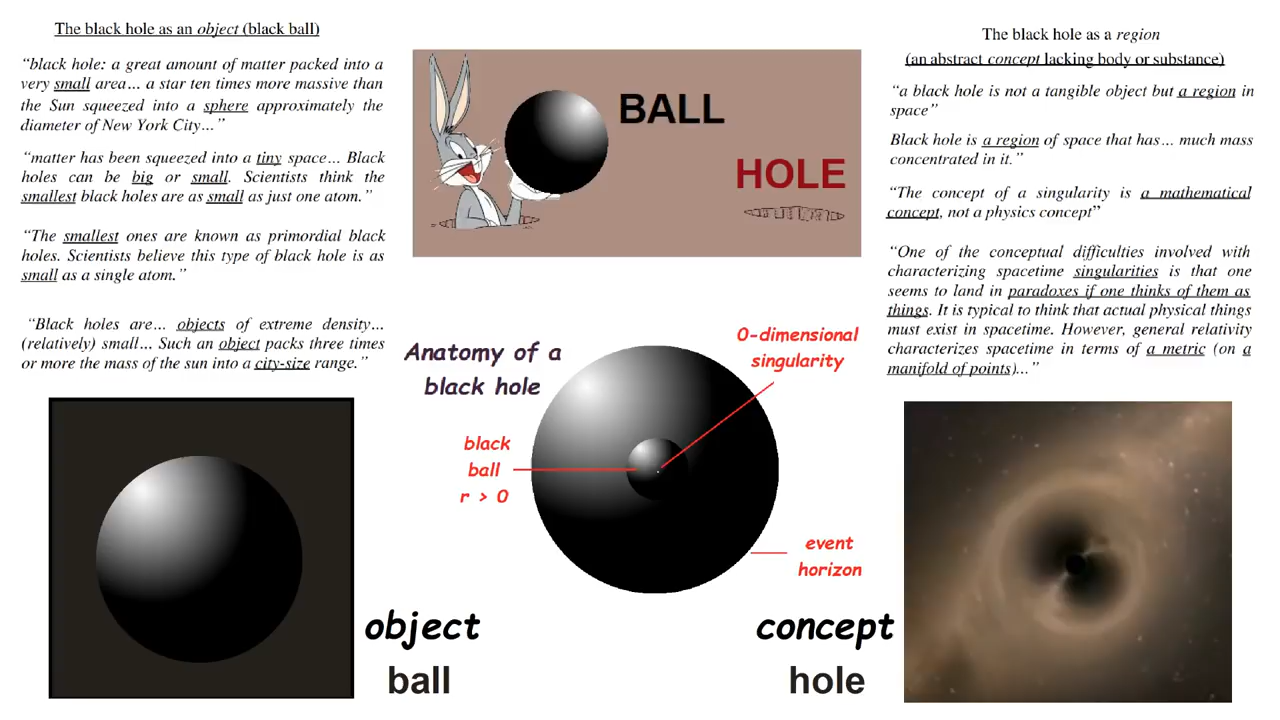 The black hole as an object (black ball)
“black hole: a great amount of matter packed into a
very small area… a star ten times more massive than
the Sun squeezed into a sphere approximately the
diameter of New York City…”
“matter has been squeezed into a tiny space… Black
holes can be big or small. Scientists think the
smallest black holes are as small as just one atom.”
“The smallest ones are known as primordial black
holes. Scientists believe this type of black hole is as
small as a single atom.”
“Black holes are… objects of extreme density…
(relatively) small… Such an object packs three times
or more the mass of the sun into a city-size range.”
BALL
HOLE
Anatomy of a
black hole
0-dimensional
singularity
black
ball
r > 0
event
horizon
object
ball
concept
hole
The black hole as a region
(an abstract concept lacking body or substance)
“a black hole is not a tangible object but a region in
space”
Black hole is a region of space that has… much mass
concentrated in it.”
“The concept of a singularity is a mathematical
concept, not a physics concept”
“One of the conceptual difficulties involved with
characterizing spacetime singularities is that one
seems to land in paradoxes if one thinks of them as
things. It is typical to think that actual physical things
must exist in spacetime. However, general relativity
characterizes spacetime in terms of a metric (on a
manifold of points)…”